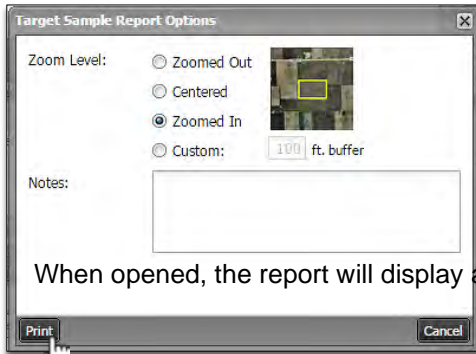 Target Sample Report Options
Zoom Level:
Zoomed Out
Centered
Zoomed In
Custom: 100 ft. buffer
Notes:
When opened, the report will display a
Print Cancel